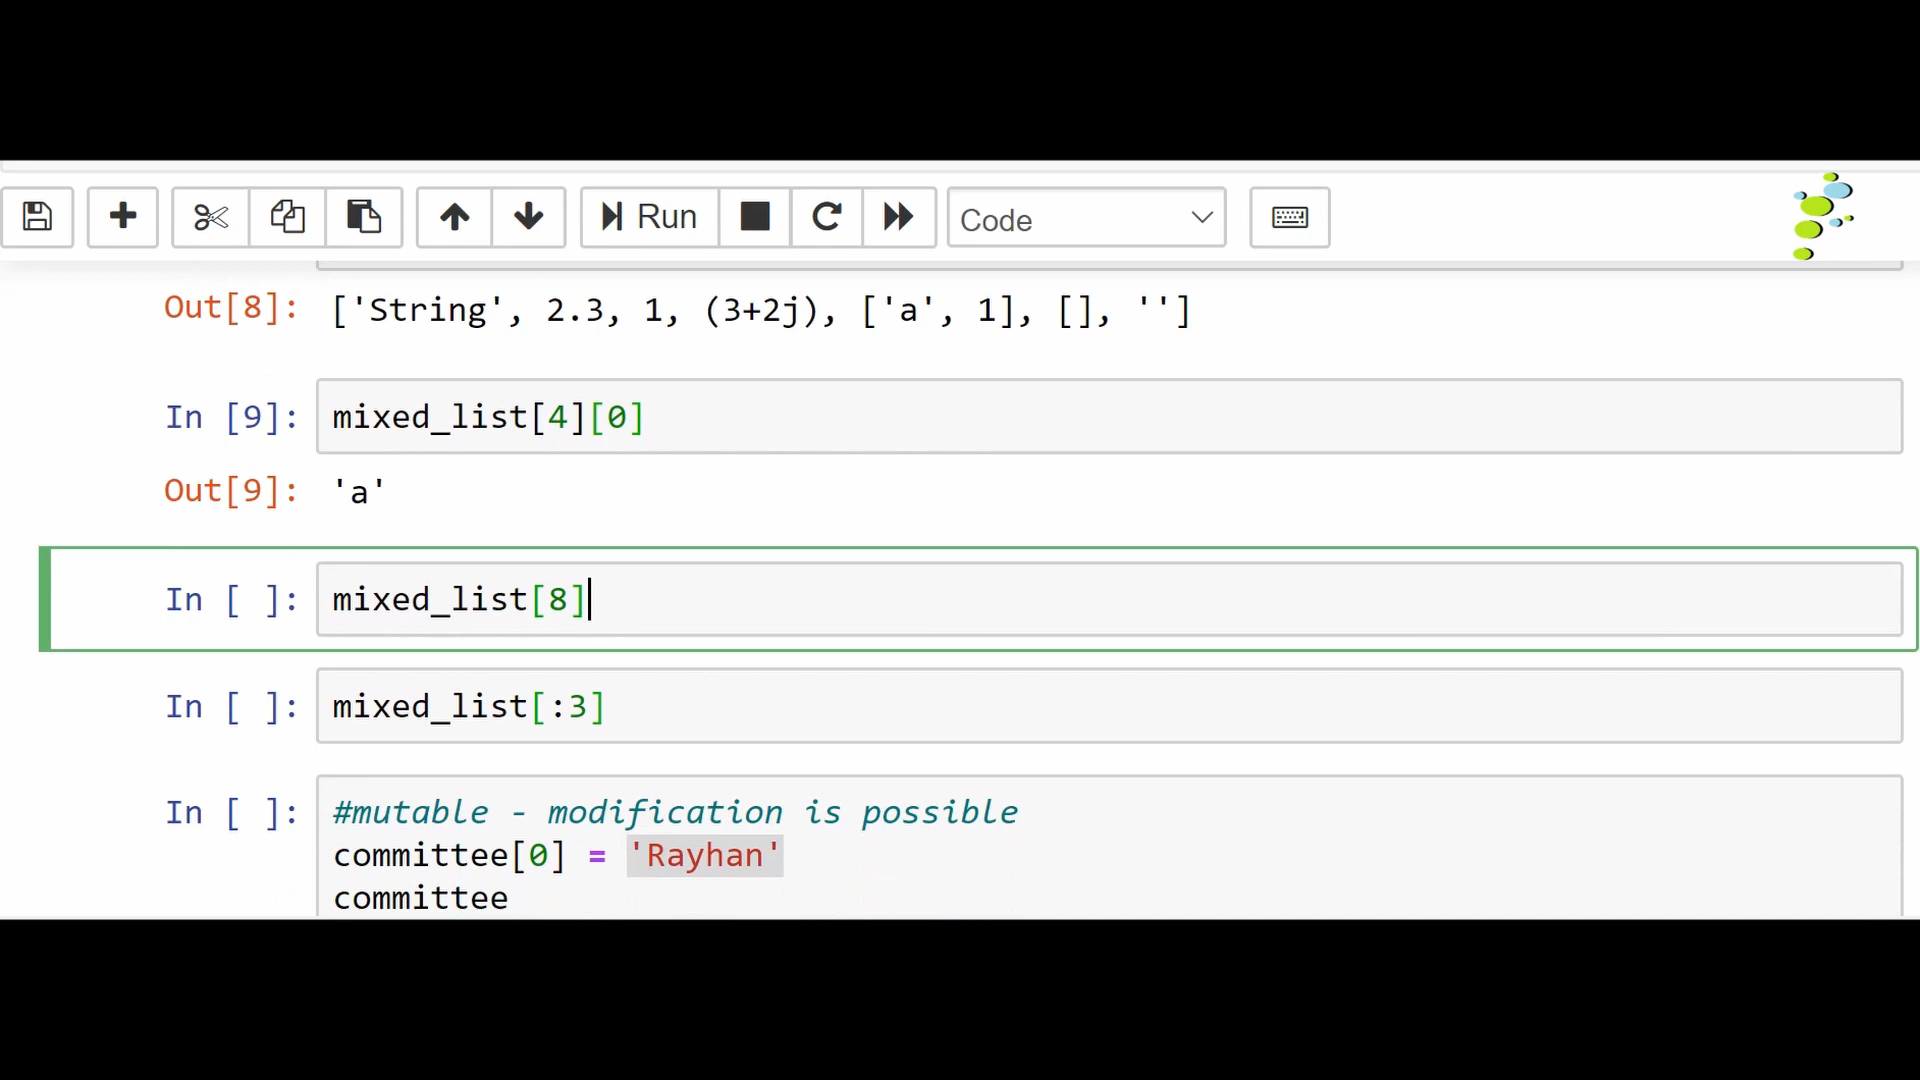 Run
Code
Out[8]: ['String', 2.3, 1, (3+2j), ['a', 1], [], '']
In [9]: mixed_list[4][0]
Out[9]: 'a'
In [ ]: mixed_list[8]
In [ ]: mixed_list[:3]
In [ ]: #mutable - modification is possible
committee[0] = 'Rayhan'
committee